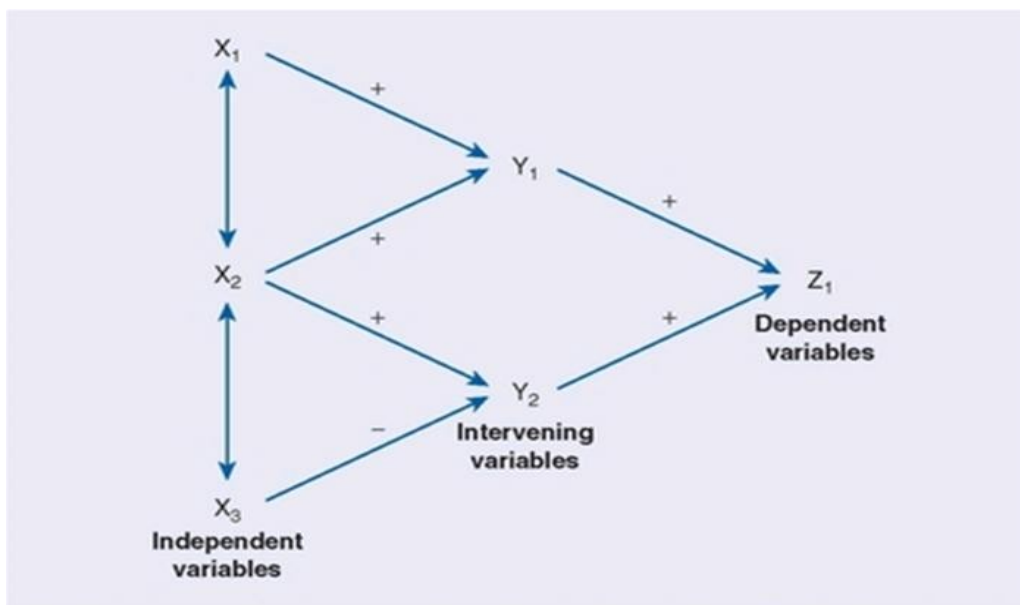 X₁
+
Y₁
+
+
X₂
Z₁
+
+
Dependent
variables
Y₂
−
Intervening
variables
X₃
Independent
variables